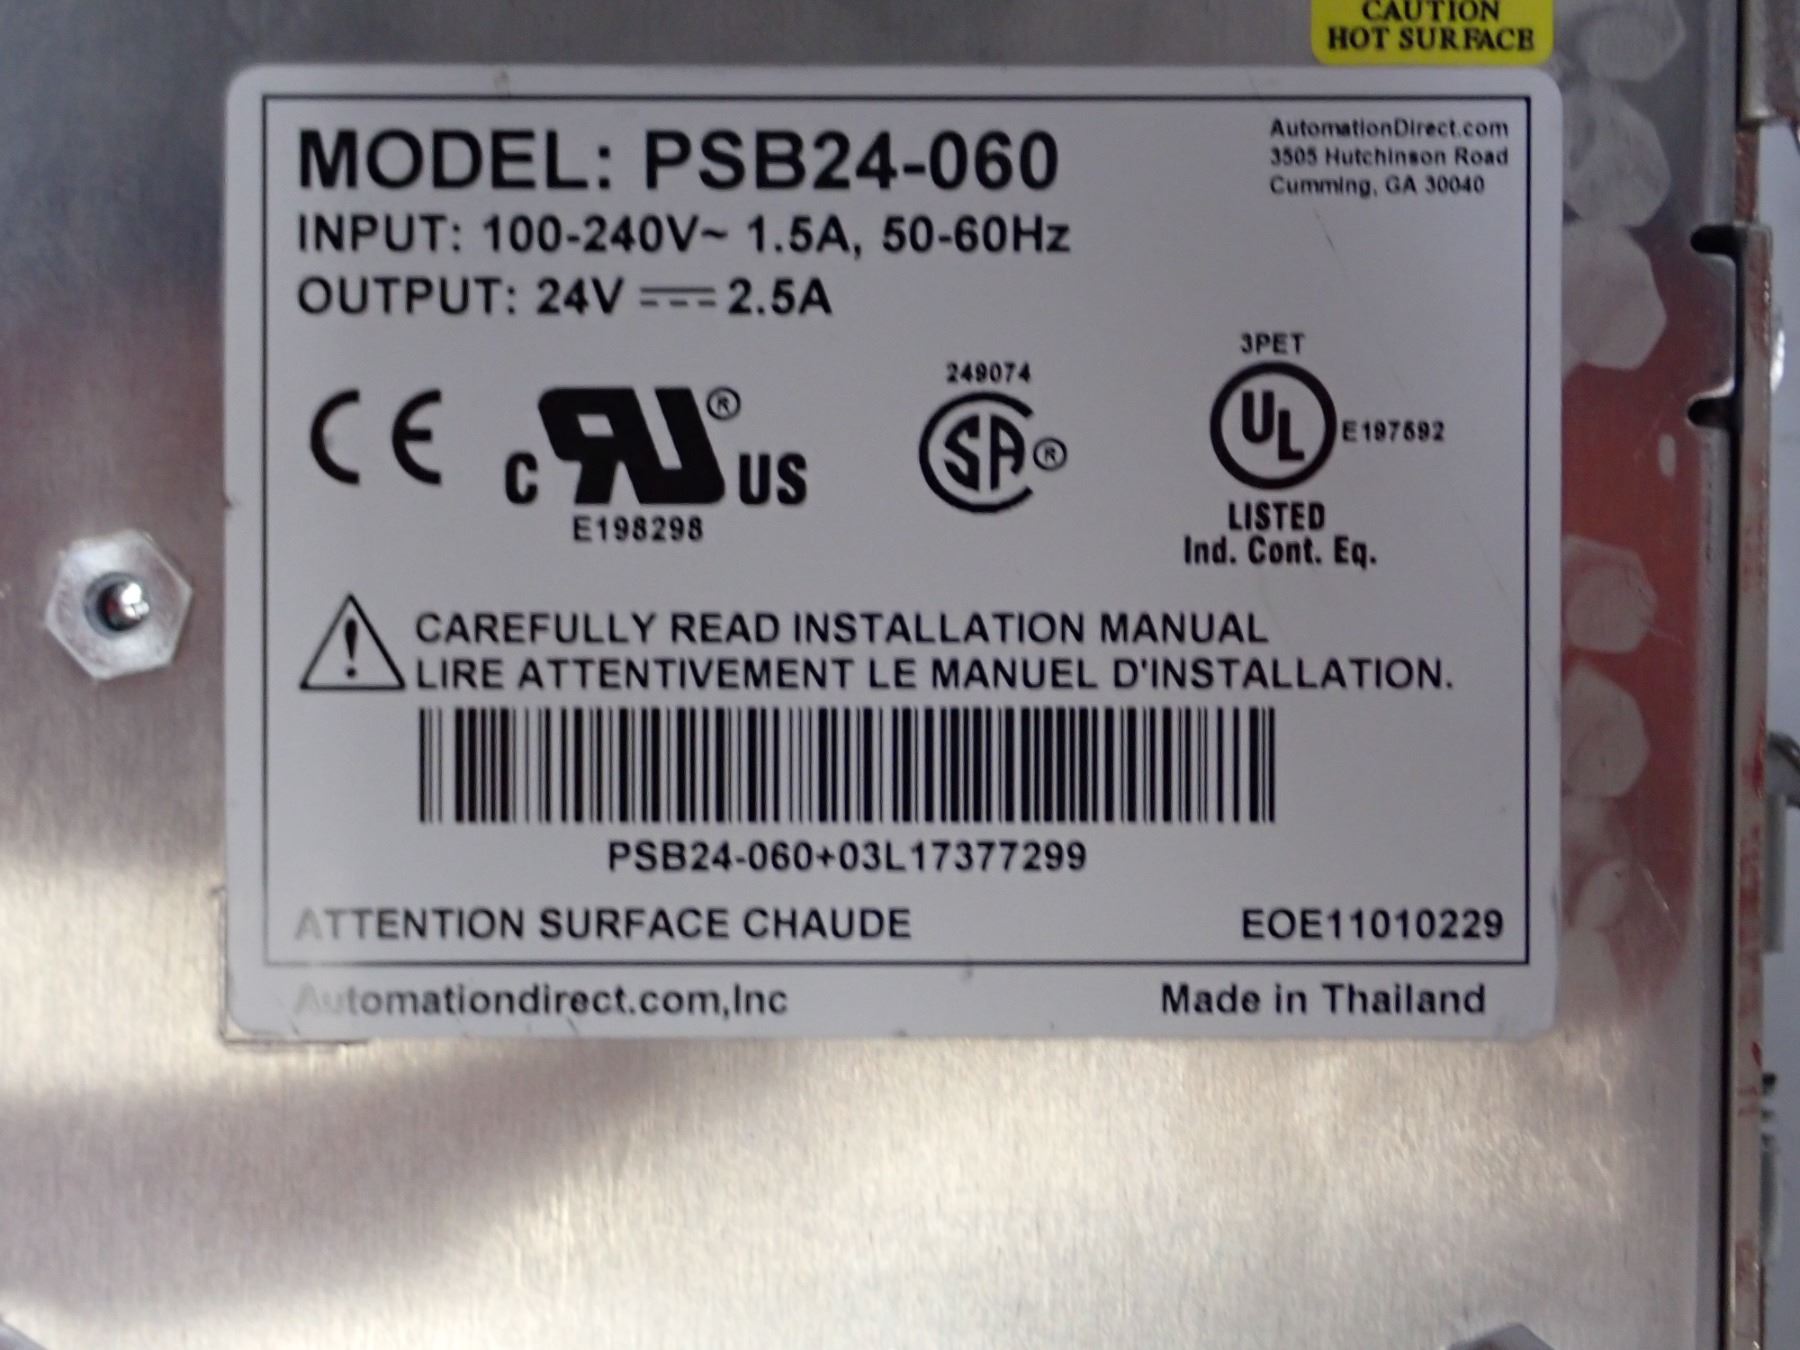 CAUTION
HOT SURFACE
MODEL: PSB24-060
AutomationDirect.com
3505 Hutchinson Road
Cumming, GA 30040
INPUT: 100-240V~ 1.5A, 50-60Hz
OUTPUT: 24V ⎓ 2.5A
CE
C RU® US
E198298
249074
SA®
3PET
UL
E197592
LISTED
Ind. Cont. Eq.
CAREFULLY READ INSTALLATION MANUAL
LIRE ATTENTIVEMENT LE MANUEL D'INSTALLATION.
PSB24-060+03L17377299
ATTENTION SURFACE CHAUDE
EOE11010229
Automationdirect.com,Inc
Made in Thailand